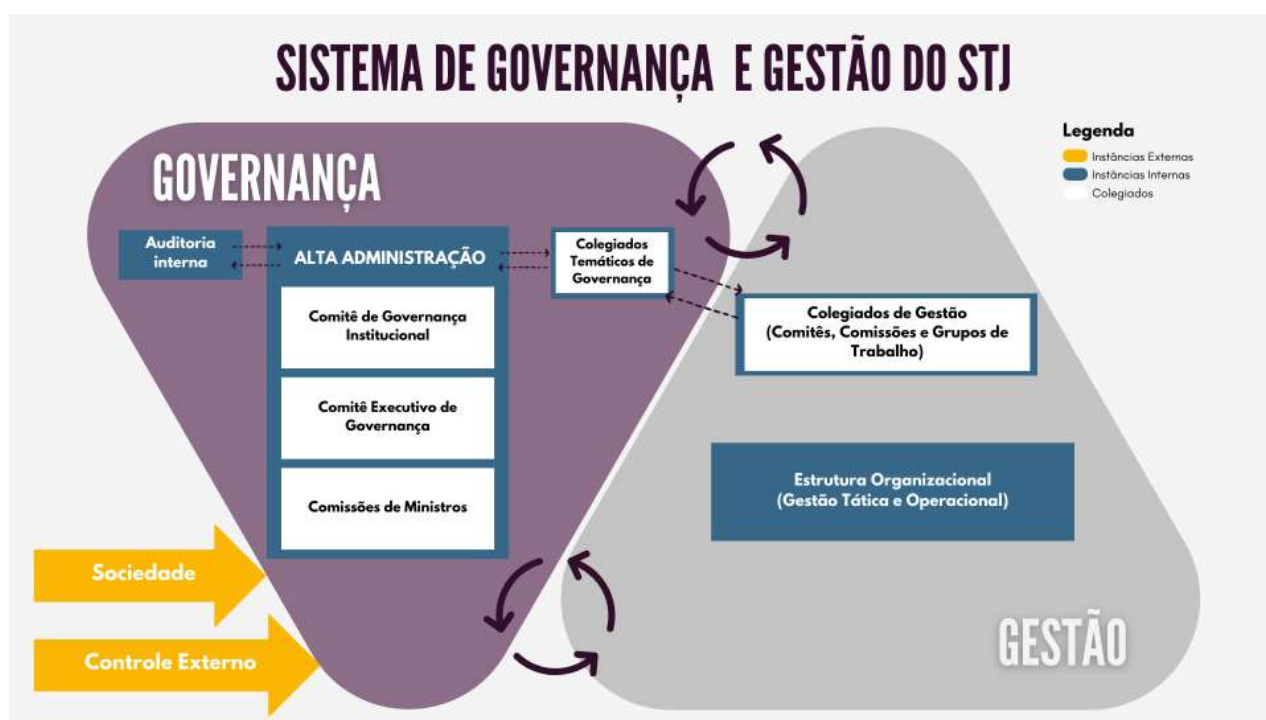 SISTEMA DE GOVERNANÇA E GESTÃO DO STJ
Legenda
Instâncias Externas
Instâncias Internas
Colegiados
GOVERNANÇA
Auditoria
interna
ALTA ADMINISTRAÇÃO
Comitê de Governança
Institucional
Comitê Executivo de
Governança
Comissões de Ministros
Colegiados
Temáticos de
Governança
Colegiados de Gestão
(Comitês, Comissões e Grupos de
Trabalho)
Estrutura Organizacional
(Gestão Tática e Operacional)
Sociedade
Controle Externo
GESTÃO